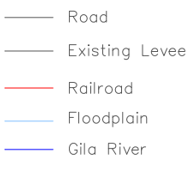 Road
Existing Levee
Railroad
Floodplain
Gila River